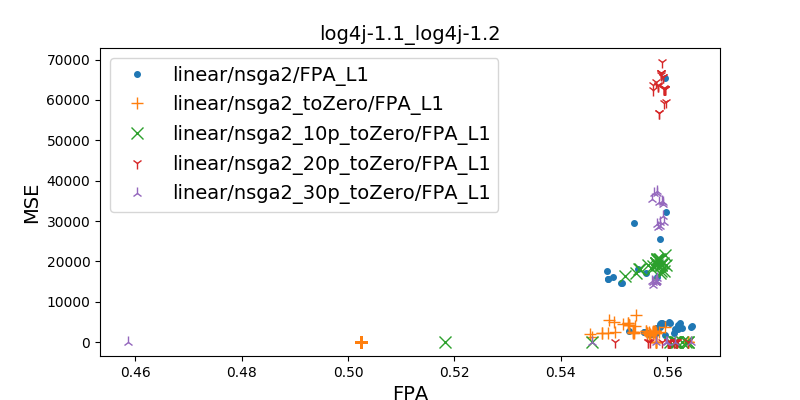 log4j-1.1_log4j-1.2
linear/nsga2/FPA_L1
linear/nsga2_toZero/FPA_L1
linear/nsga2_10p_toZero/FPA_L1
linear/nsga2_20p_toZero/FPA_L1
linear/nsga2_30p_toZero/FPA_L1
MSE
70000
60000
50000
40000
30000
20000
10000
0
0.46 0.48 0.50 0.52 0.54 0.56
FPA